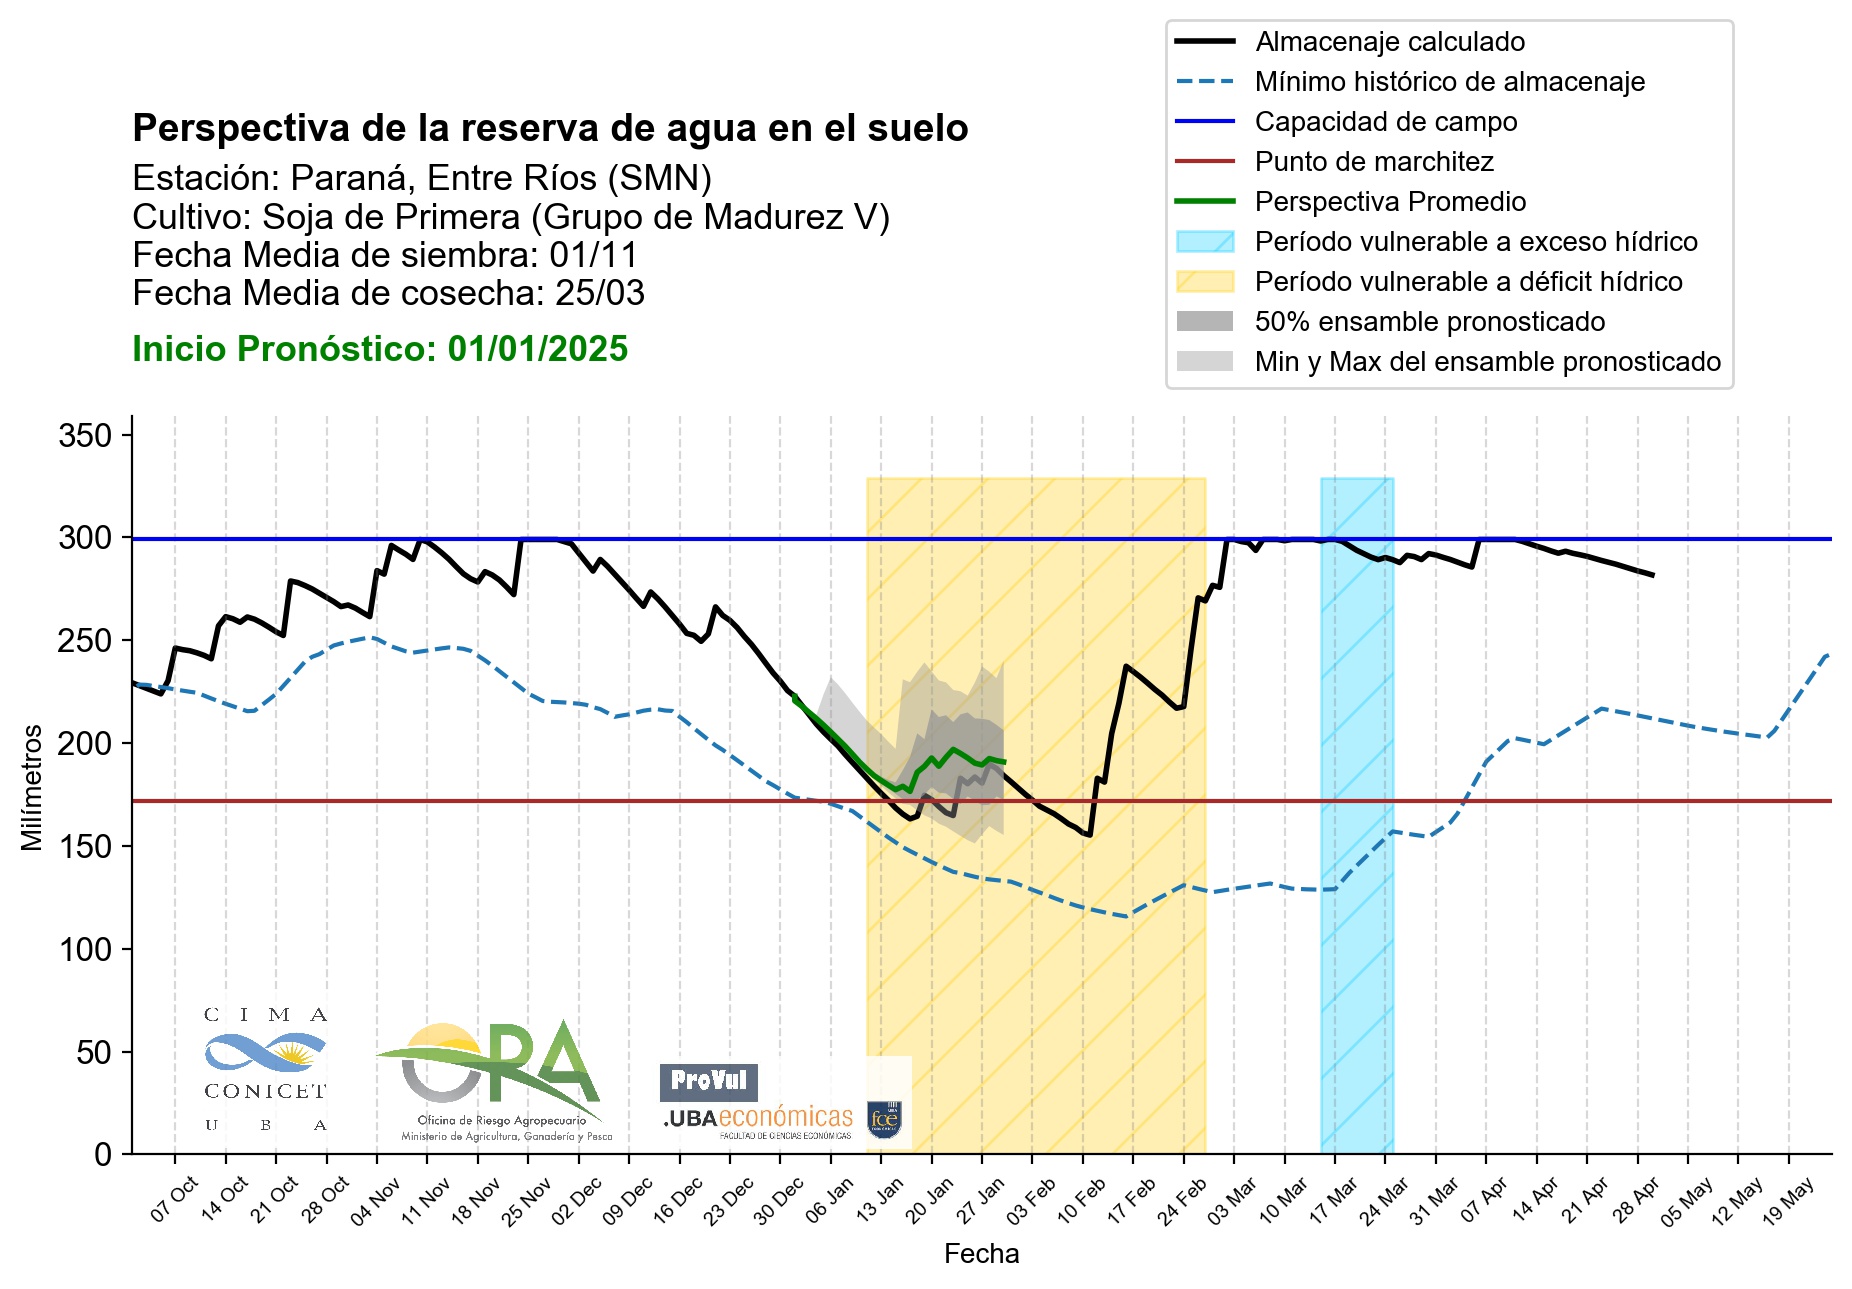 Perspectiva de la reserva de agua en el suelo
Estación: Paraná, Entre Ríos (SMN)
Cultivo: Soja de Primera (Grupo de Madurez V)
Fecha Media de siembra: 01/11
Fecha Media de cosecha: 25/03
Inicio Pronóstico: 01/01/2025
Almacenaje calculado
Mínimo histórico de almacenaje
Capacidad de campo
Punto de marchitez
Perspectiva Promedio
Período vulnerable a exceso hídrico
Período vulnerable a déficit hídrico
50% ensamble pronosticado
Min y Max del ensamble pronosticado
Milímetros
350
300
250
200
150
100
50
0
CIMA
CONICET
UBA
ORA
Oficina de Riesgo Agropecuario
Ministerio de Agricultura, Ganadería y Pesca
ProVul
.UBAeconómicas
FACULTAD DE CIENCIAS ECONÓMICAS
UBA
fce
07 Oct
14 Oct
21 Oct
28 Oct
04 Nov
11 Nov
18 Nov
25 Nov
02 Dec
09 Dec
16 Dec
23 Dec
30 Dec
06 Jan
13 Jan
20 Jan
27 Jan
03 Feb
10 Feb
17 Feb
24 Feb
03 Mar
10 Mar
17 Mar
24 Mar
31 Mar
07 Apr
14 Apr
21 Apr
28 Apr
05 May
12 May
19 May
Fecha